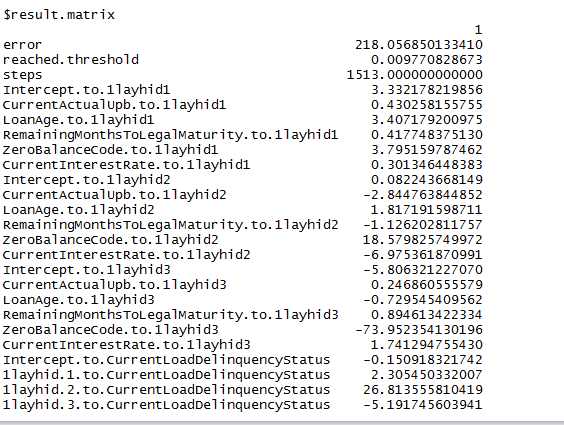 $result.matrix
1
error 218.056850133410
reached.threshold 0.009770828673
steps 1513.000000000000
Intercept.to.1layhid1 3.332178219856
CurrentActualUpb.to.1layhid1 0.430258155755
LoanAge.to.1layhid1 3.407179200975
RemainingMonthsToLegalMaturity.to.1layhid1 0.417748375130
ZeroBalanceCode.to.1layhid1 3.795159787462
CurrentInterestRate.to.1layhid1 0.301346448383
Intercept.to.1layhid2 0.082243668149
CurrentActualUpb.to.1layhid2 -2.844763844852
LoanAge.to.1layhid2 1.817191598711
RemainingMonthsToLegalMaturity.to.1layhid2 -1.126202811757
ZeroBalanceCode.to.1layhid2 18.579825749972
CurrentInterestRate.to.1layhid2 -6.975361870991
Intercept.to.1layhid3 -5.806321227070
CurrentActualUpb.to.1layhid3 0.246860555579
LoanAge.to.1layhid3 -0.729545409562
RemainingMonthsToLegalMaturity.to.1layhid3 0.894613422334
ZeroBalanceCode.to.1layhid3 -73.952354130196
CurrentInterestRate.to.1layhid3 1.741294755430
Intercept.to.CurrentLoadDelinquencyStatus -0.150918321742
1layhid.1.to.CurrentLoadDelinquencyStatus 2.305450332007
1layhid.2.to.CurrentLoadDelinquencyStatus 26.813555810419
1layhid.3.to.CurrentLoadDelinquencyStatus -5.191745603941